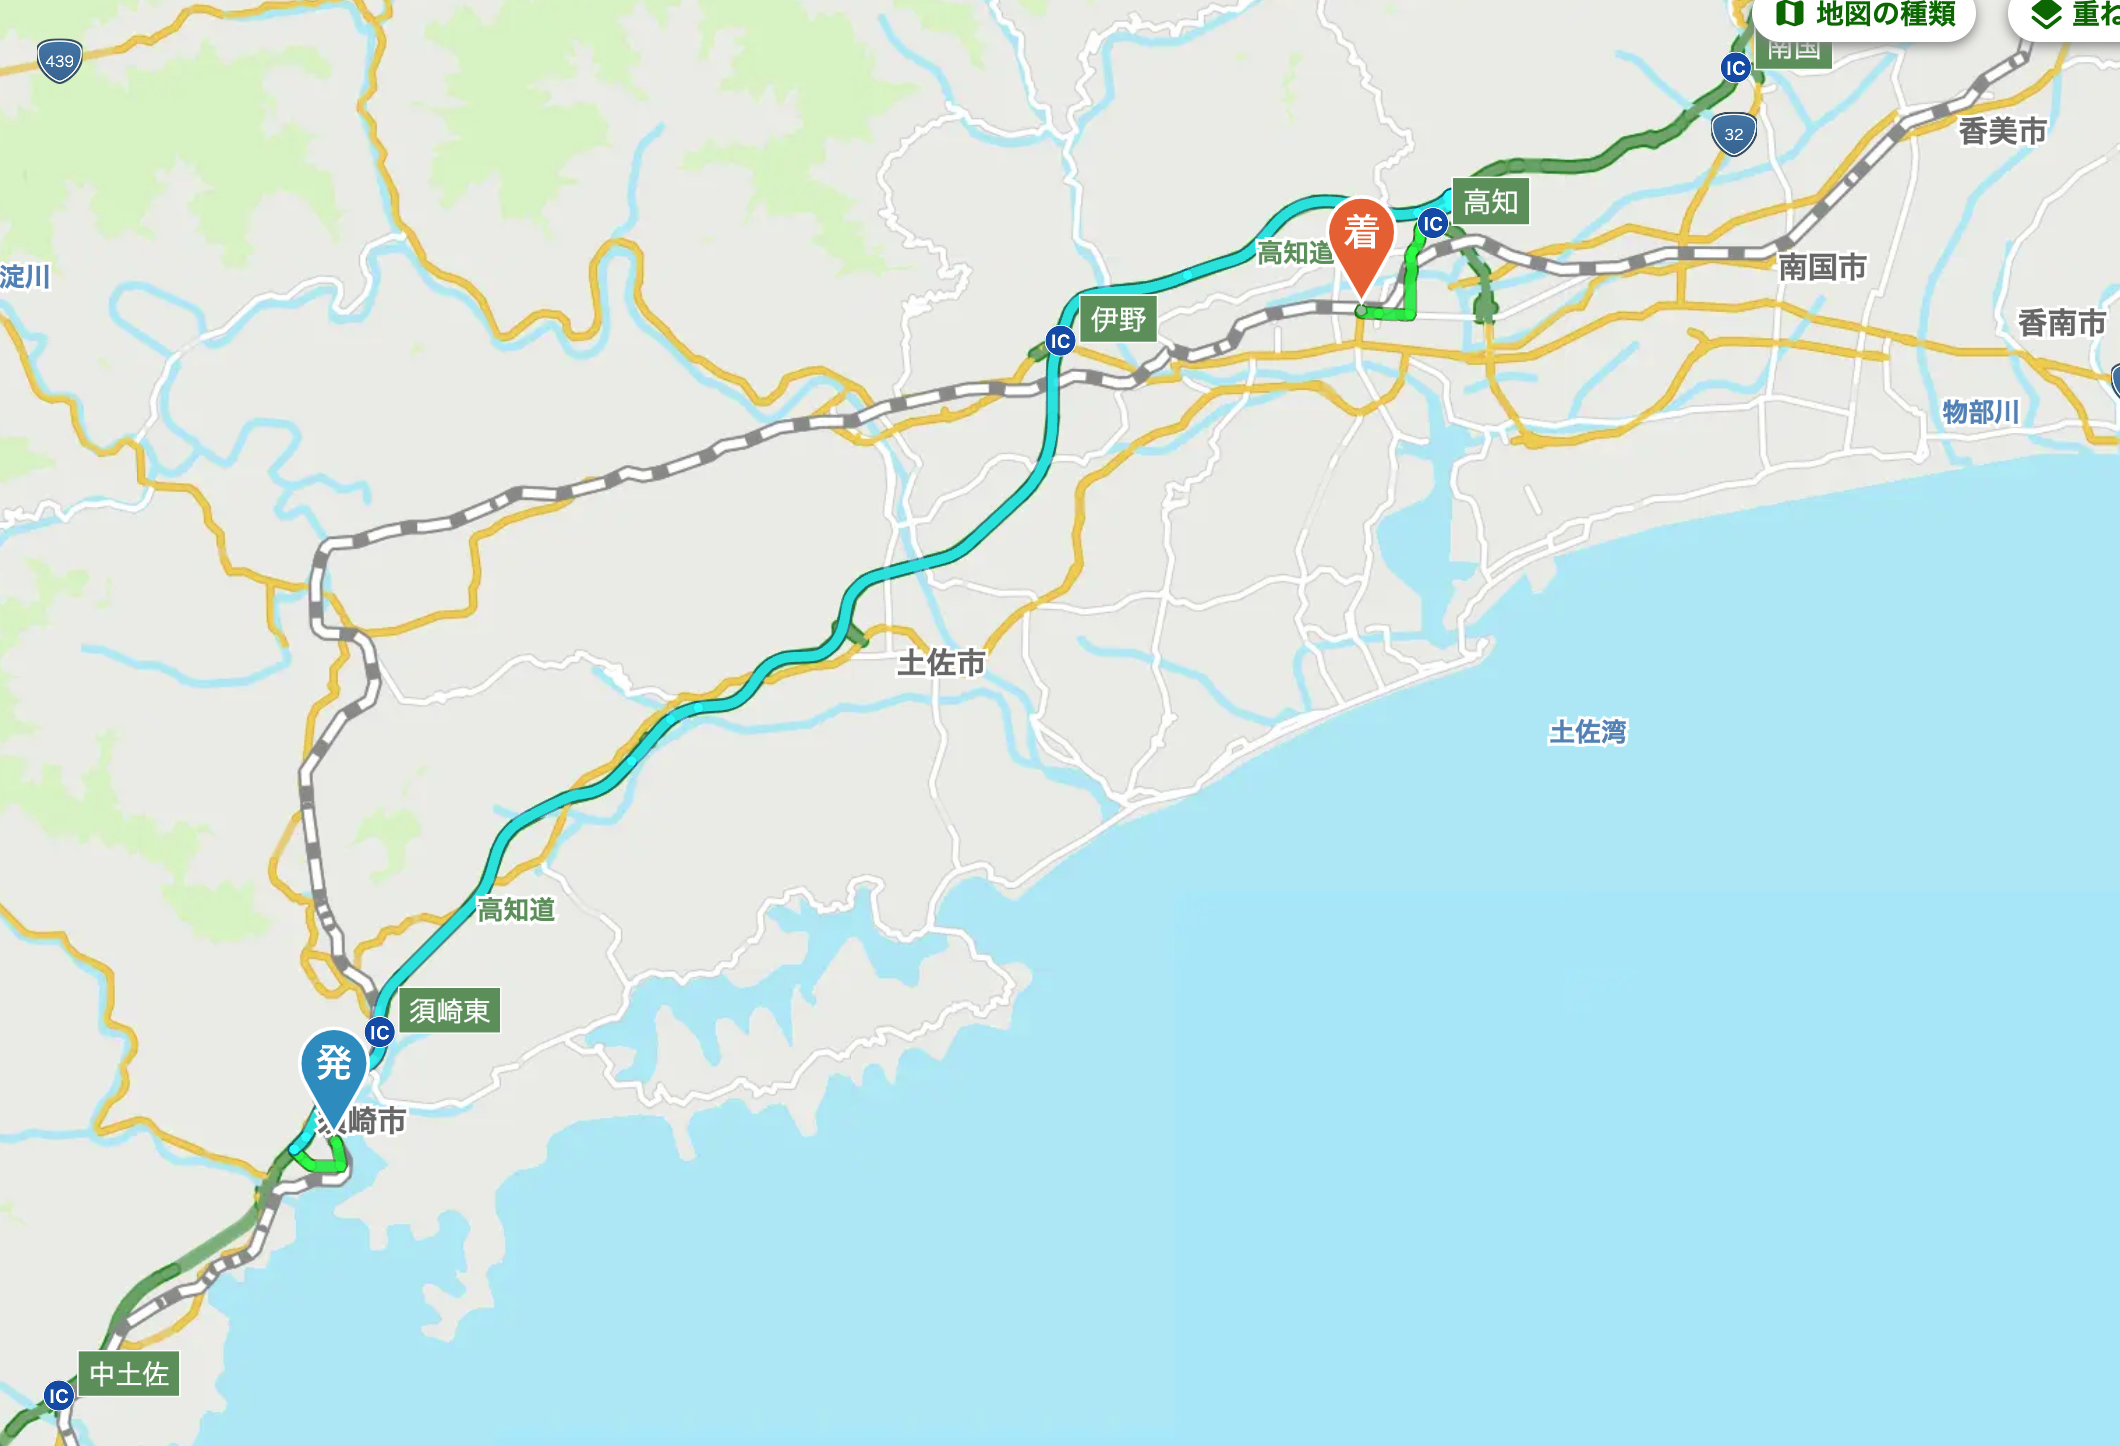 地図の種類
重ね
439
南国
IC
32
香美市
高知
IC
着
高知道
淀川
南国市
伊野
IC
香南市
物部川
土佐市
土佐湾
高知道
須崎東
IC
発
崎市
中土佐
IC